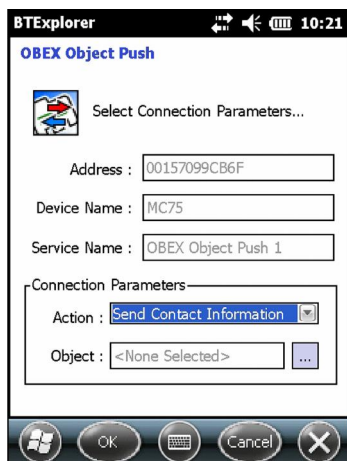 BTExplorer 10:21
OBEX Object Push
Select Connection Parameters...
Address : 00157099CB6F
Device Name : MC75
Service Name : OBEX Object Push 1
Connection Parameters
Action : Send Contact Information
Object : <None Selected> ...
OK Cancel